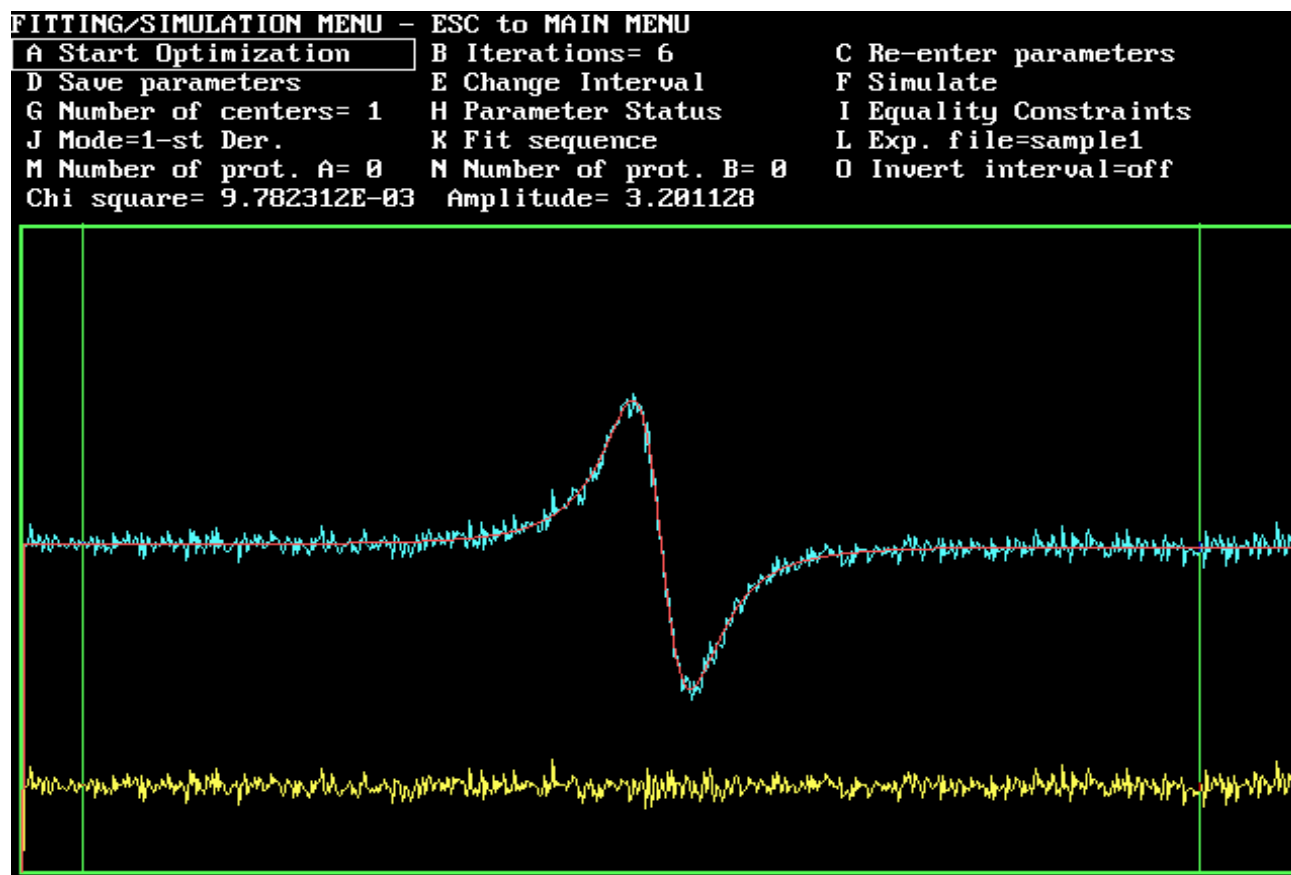 FITTING/SIMULATION MENU - ESC to MAIN MENU
A Start Optimization B Iterations= 6 C Re-enter parameters
D Save parameters E Change Interval F Simulate
G Number of centers= 1 H Parameter Status I Equality Constraints
J Mode=1-st Der. K Fit sequence L Exp. file=sample1
M Number of prot. A= 0 N Number of prot. B= 0 O Invert interval=off
Chi square= 9.782312E-03 Amplitude= 3.201128